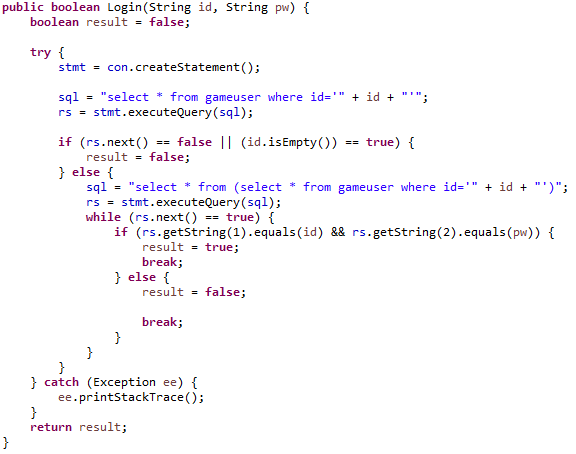 public boolean Login(String id, String pw) {
    boolean result = false;

    try {
        stmt = con.createStatement();

        sql = "select * from gameuser where id='" + id + "'";
        rs = stmt.executeQuery(sql);

        if (rs.next() == false || (id.isEmpty()) == true) {
            result = false;
        } else {
            sql = "select * from (select * from gameuser where id='" + id + "')";
            rs = stmt.executeQuery(sql);
            while (rs.next() == true) {
                if (rs.getString(1).equals(id) && rs.getString(2).equals(pw)) {
                    result = true;
                    break;
                } else {
                    result = false;

                    break;
                }
            }
        }
    } catch (Exception ee) {
        ee.printStackTrace();
    }
    return result;
}